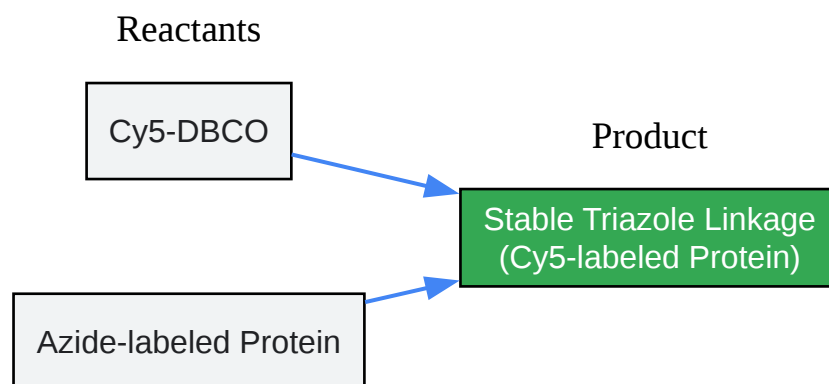 Reactants
Cy5-DBCO
Product
Stable Triazole Linkage
(Cy5-labeled Protein)
Azide-labeled Protein